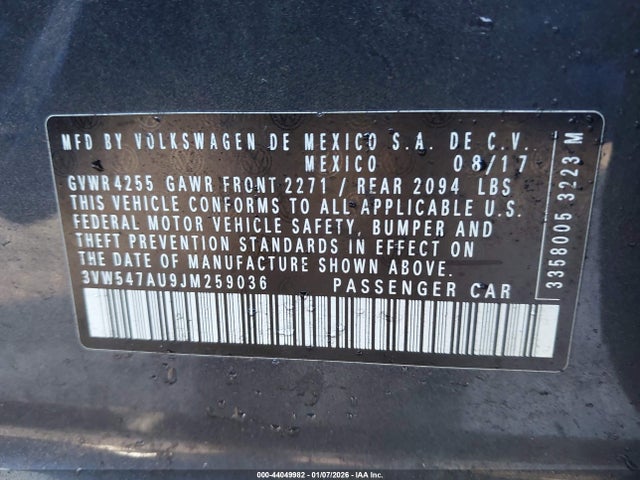 MFD BY VOLKSWAGEN DE MEXICO S.A. DE C.V.
MEXICO 08/17
GVWR 4255 GAWR FRONT 2271 / REAR 2094 LBS
THIS VEHICLE CONFORMS TO ALL APPLICABLE U.S.
FEDERAL MOTOR VEHICLE SAFETY, BUMPER AND
THEFT PREVENTION STANDARDS IN EFFECT ON
THE DATE OF MANUFACTURE SHOWN ABOVE.
3VW547AU9JM259036 PASSENGER CAR
3368005 3223 M
000-44049982 - 01/07/2026 - IAA Inc.